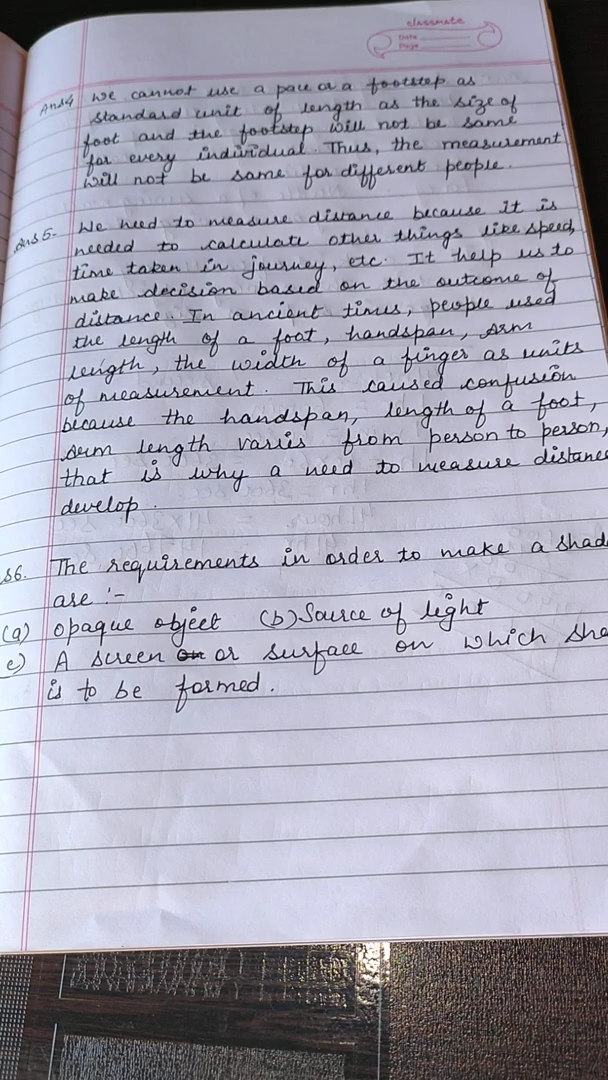 classmate
Date
Page
Ans4 We cannot use a pace or a footstep as
standard unit of length as the size of
foot and the footstep will not be same
for every individual. Thus, the measurement
will not be same for different people.
Ans 5- We need to measure distance because it is
needed to calculate other things like speed,
time taken in journey, etc. It help us to
make decision based on the outcome of
distance. In ancient times, people used
the length of a foot, handspan, arm
length, the width of a finger as units
of measurement. This caused confusion
because the handspan, length of a foot,
arm length varies from person to person,
that is why a need to measure distance
develop.
s6. The requirements in order to make a shad
are :-
(a) opaque object (b) Source of light
c) A screen or or surface on which sha
is to be formed.